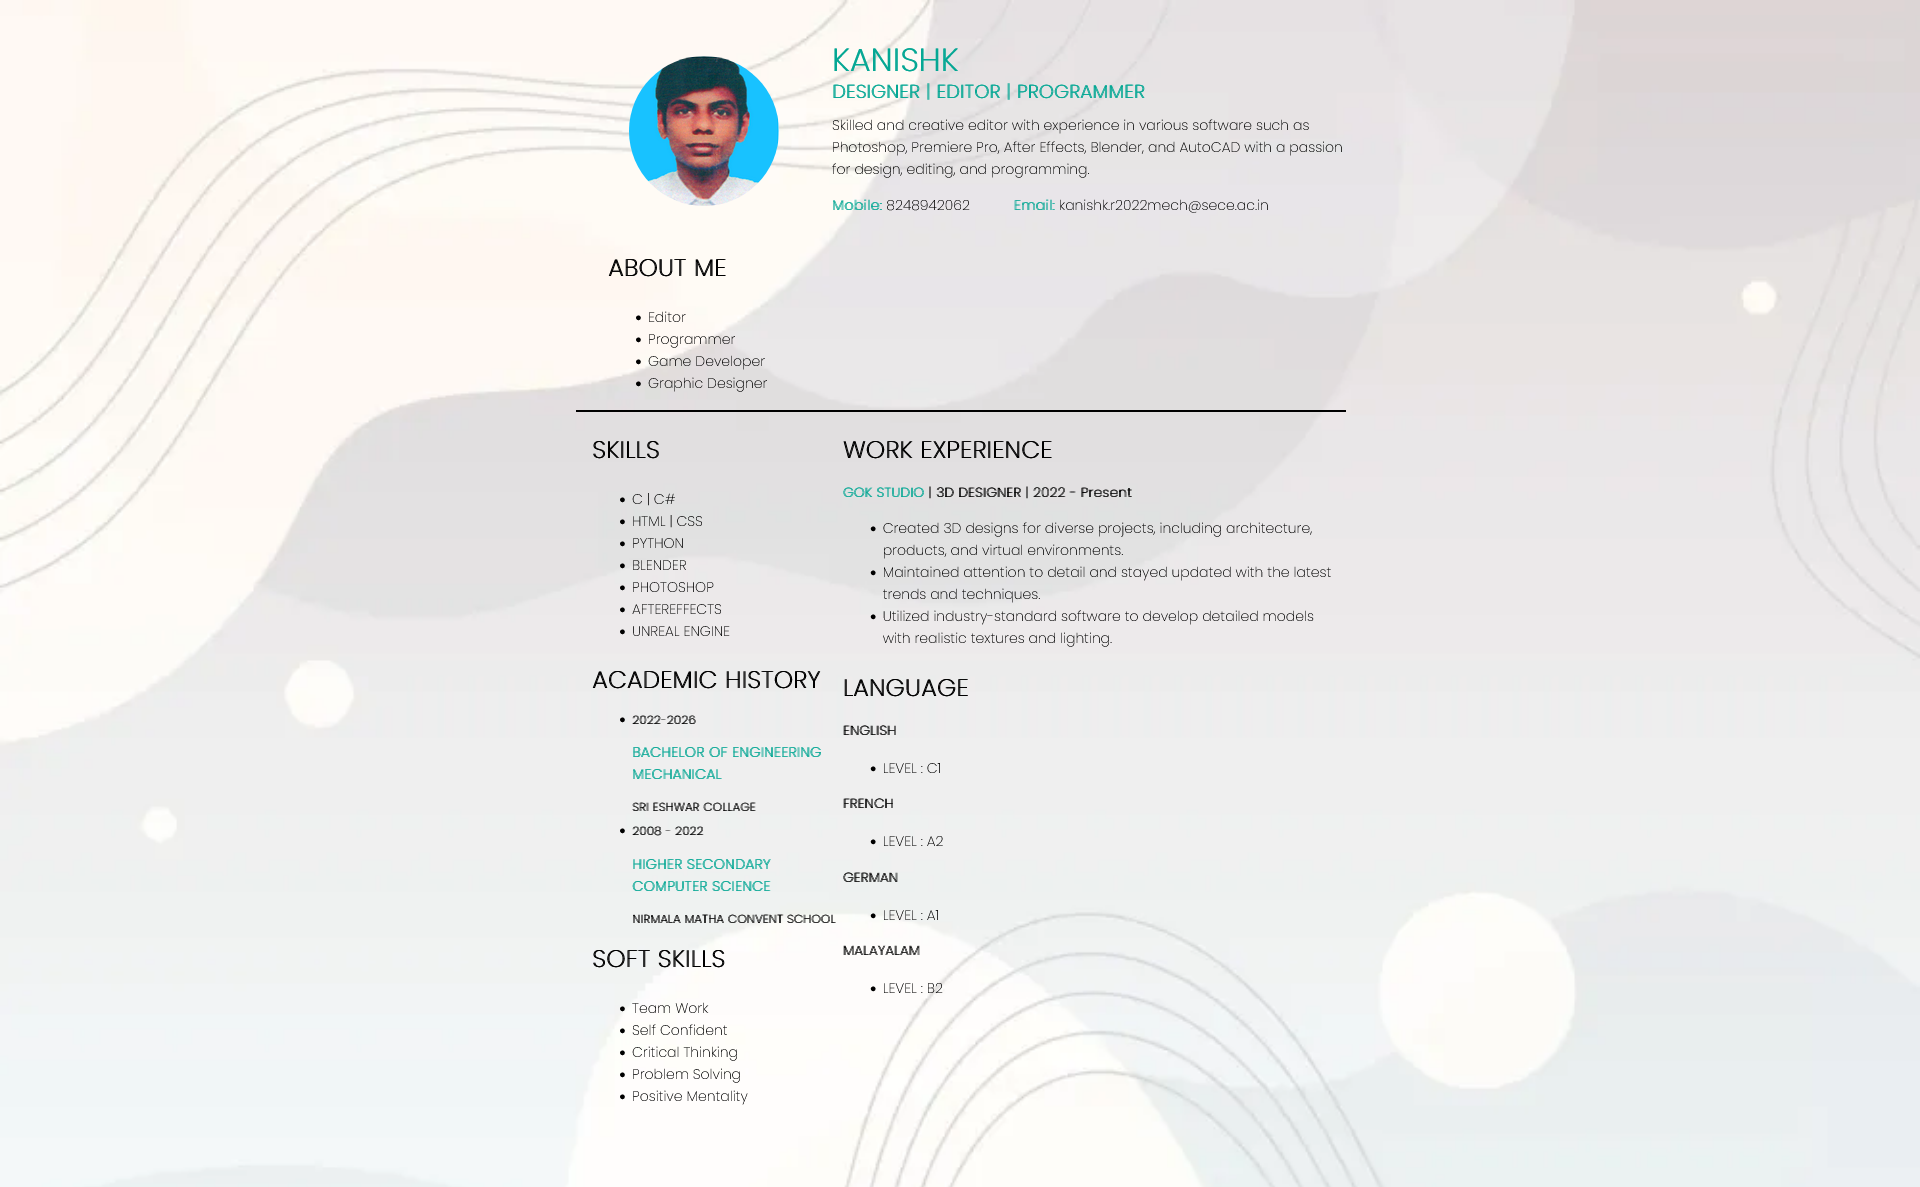 KANISHK
DESIGNER | EDITOR | PROGRAMMER
Skilled and creative editor with experience in various software such as
Photoshop, Premiere Pro, After Effects, Blender, and AutoCAD with a passion
for design, editing, and programming.
Mobile: 8248942062 Email: kanishk.r2022mech@sece.ac.in
ABOUT ME
Editor
Programmer
Game Developer
Graphic Designer
SKILLS
C | C#
HTML | CSS
PYTHON
BLENDER
PHOTOSHOP
AFTEREFFECTS
UNREAL ENGINE
ACADEMIC HISTORY
2022-2026
BACHELOR OF ENGINEERING
MECHANICAL
SRI ESHWAR COLLAGE
2008 - 2022
HIGHER SECONDARY
COMPUTER SCIENCE
NIRMALA MATHA CONVENT SCHOOL
SOFT SKILLS
Team Work
Self Confident
Critical Thinking
Problem Solving
Positive Mentality
WORK EXPERIENCE
GOK STUDIO | 3D DESIGNER | 2022 - Present
Created 3D designs for diverse projects, including architecture,
products, and virtual environments.
Maintained attention to detail and stayed updated with the latest
trends and techniques.
Utilized industry-standard software to develop detailed models
with realistic textures and lighting.
LANGUAGE
ENGLISH
LEVEL : C1
FRENCH
LEVEL : A2
GERMAN
LEVEL : A1
MALAYALAM
LEVEL : B2